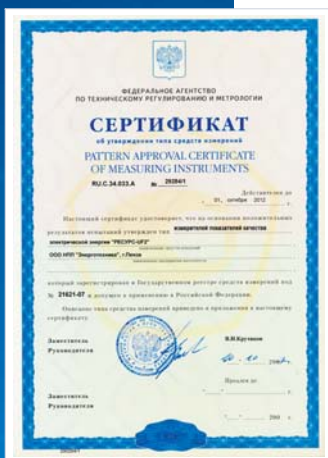 ФЕДЕРАЛЬНОЕ АГЕНТСТВО
ПО ТЕХНИЧЕСКОМУ РЕГУЛИРОВАНИЮ И МЕТРОЛОГИИ
СЕРТИФИКАТ
об утверждении типа средств измерений
PATTERN APPROVAL CERTIFICATE
OF MEASURING INSTRUMENTS
RU.C.34.033.A № 29284/1
Действителен до
" 01, октября 2012 г.
Настоящий сертификат удостоверяет, что на основании положительных
результатов испытаний утвержден тип измерителей показателей качества
электрической энергии "РЕСУРС-UF2"
ООО НПП "Энерготехника", г.Пенза
который зарегистрирован в Государственном реестре средств измерений под
№ 21621-07 и допущен к применению в Российской Федерации.
Описание типа средства измерений приведено в приложении к настоящему
сертификату.
Заместитель
Руководителя
В.Н.Крутиков
Продлен до
" " г.
Заместитель
Руководителя
" " 200 г.
29284/1